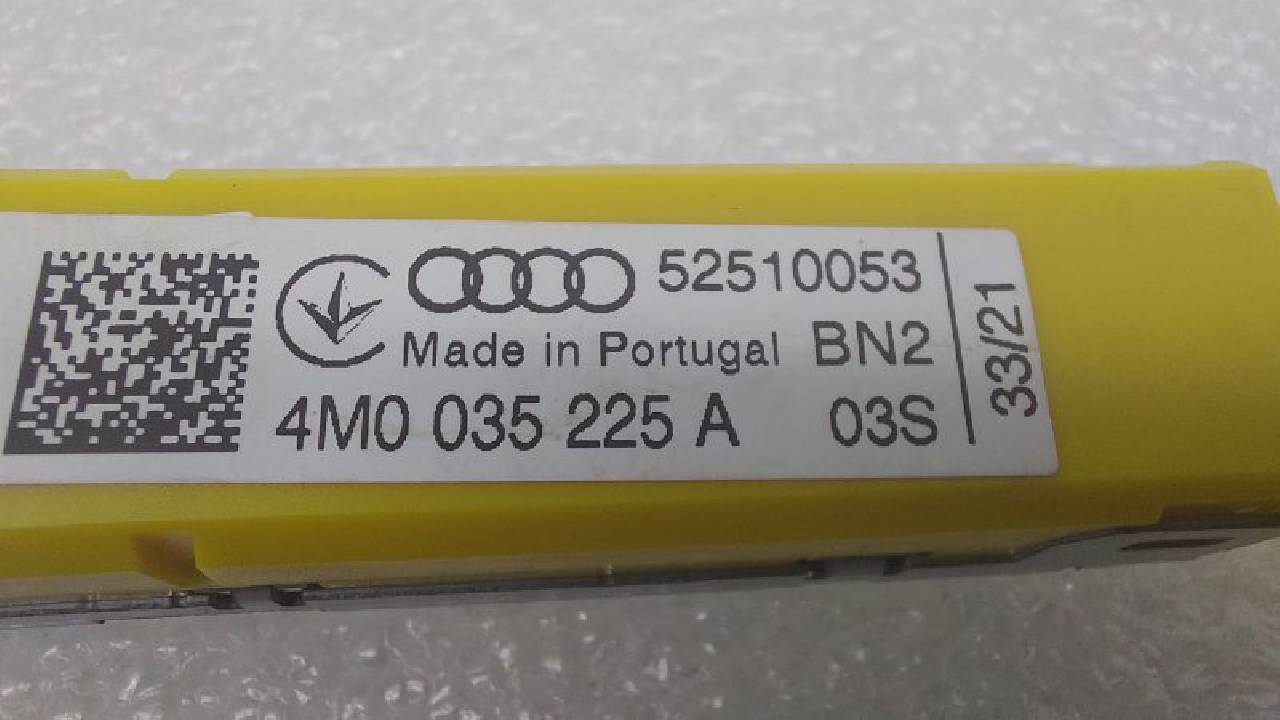 52510053
Made in Portugal BN2
4M0 035 225 A 03S
33/21